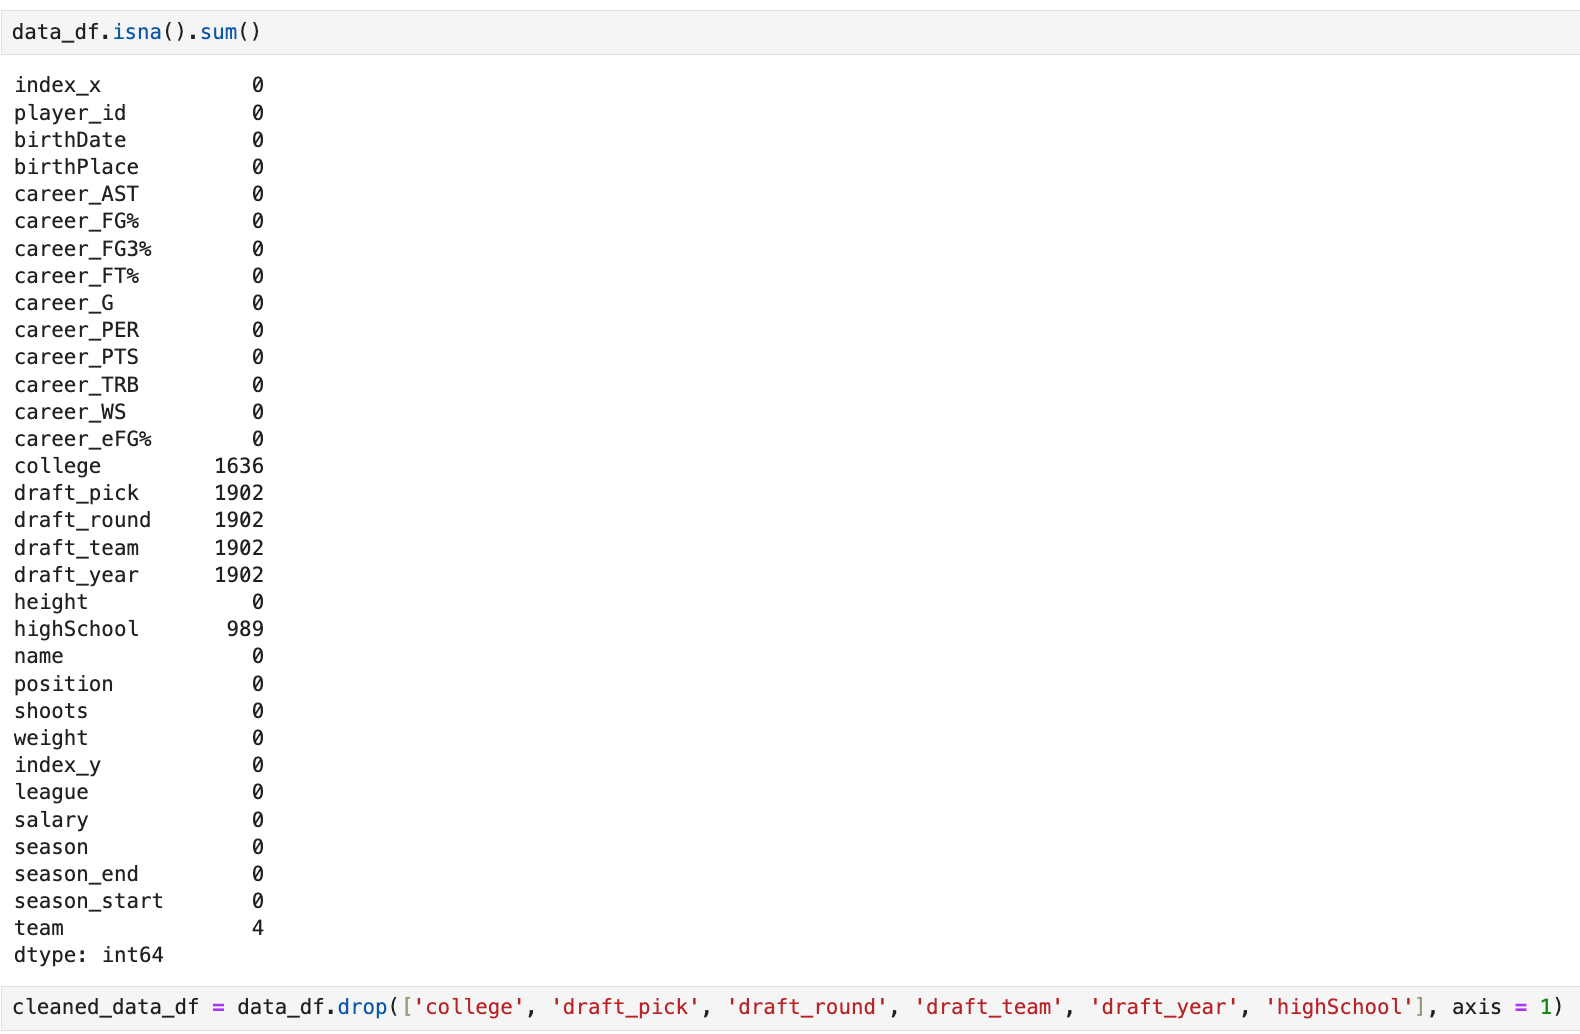 data_df.isna().sum()
index_x 0
player_id 0
birthDate 0
birthPlace 0
career_AST 0
career_FG% 0
career_FG3% 0
career_FT% 0
career_G 0
career_PER 0
career_PTS 0
career_TRB 0
career_WS 0
career_eFG% 0
college 1636
draft_pick 1902
draft_round 1902
draft_team 1902
draft_year 1902
height 0
highSchool 989
name 0
position 0
shoots 0
weight 0
index_y 0
league 0
salary 0
season 0
season_end 0
season_start 0
team 4
dtype: int64
cleaned_data_df = data_df.drop(['college', 'draft_pick', 'draft_round', 'draft_team', 'draft_year', 'highSchool'], axis = 1)